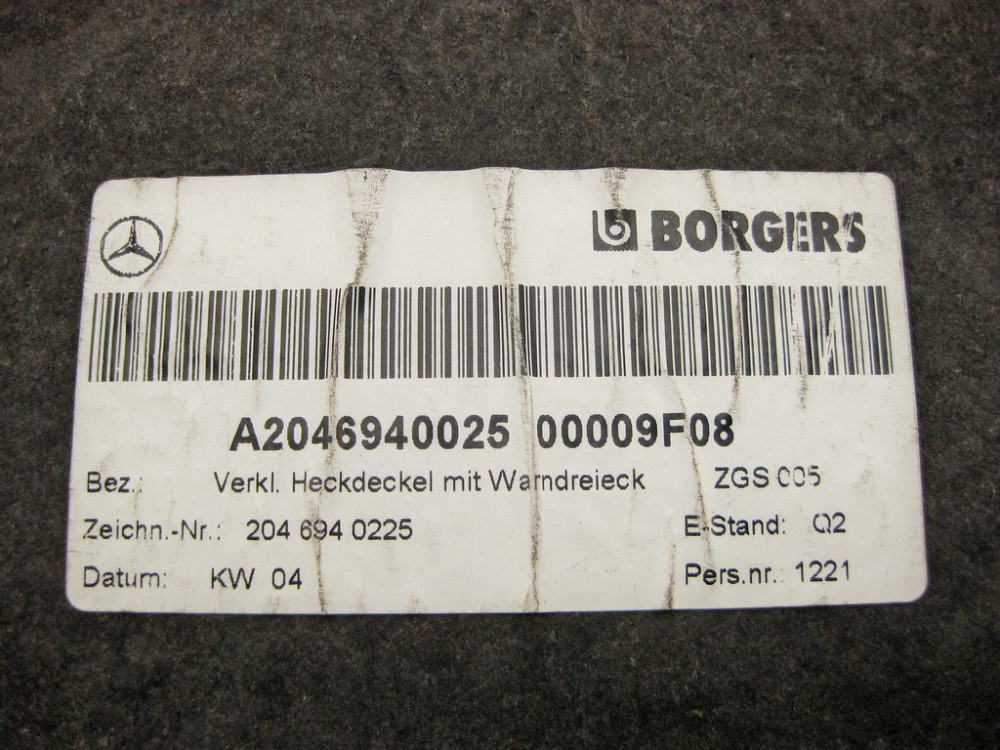 BORGERS
A2046940025 00009F08
Bez.: Verkl. Heckdeckel mit Warndreieck ZGS 005
Zeichn.-Nr.: 204 694 0225 E-Stand: Q2
Datum: KW 04 Pers.nr.: 1221